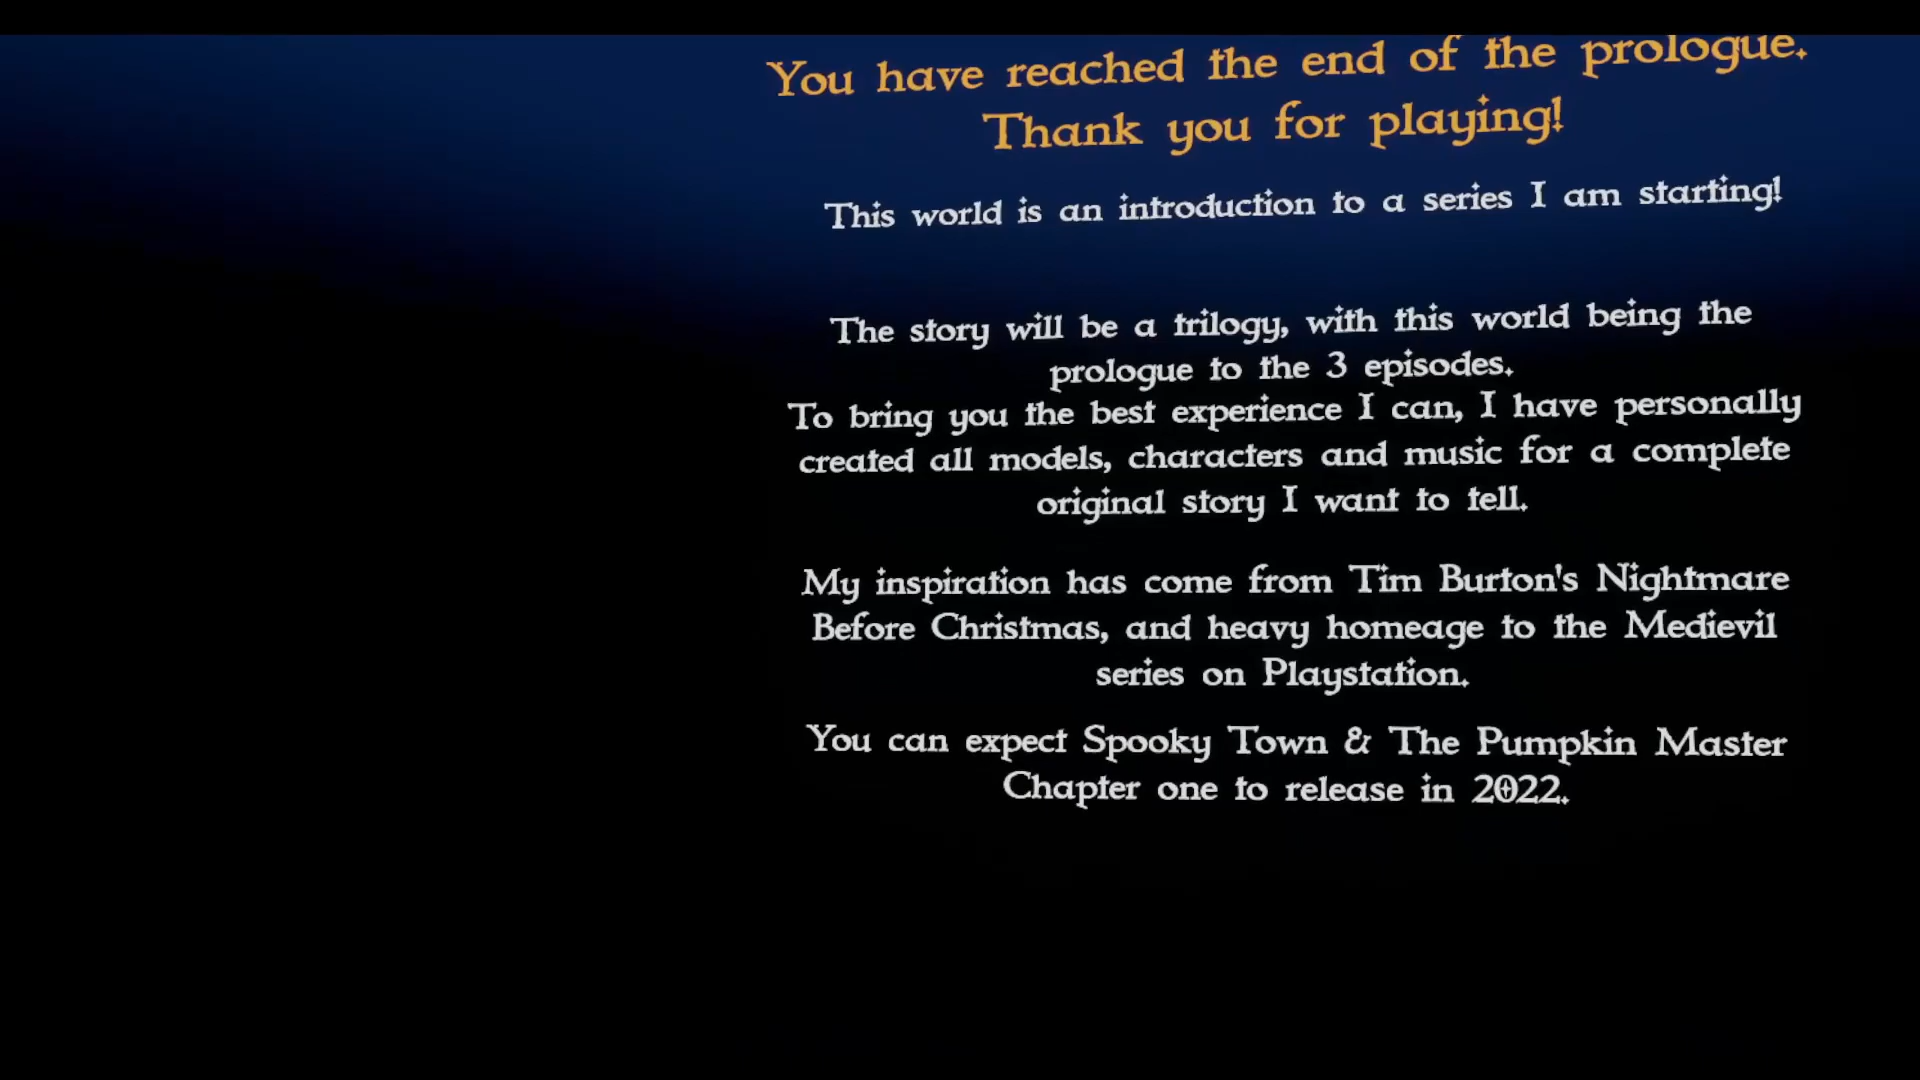 You have reached the end of the prologue.
Thank you for playing!
This world is an introduction to a series I am starting!
The story will be a trilogy, with this world being the
prologue to the 3 episodes.
To bring you the best experience I can, I have personally
created all models, characters and music for a complete
original story I want to tell.
My inspiration has come from Tim Burton's Nightmare
Before Christmas, and heavy homeage to the Medievil
series on Playstation.
You can expect Spooky Town & The Pumpkin Master
Chapter one to release in 2022.